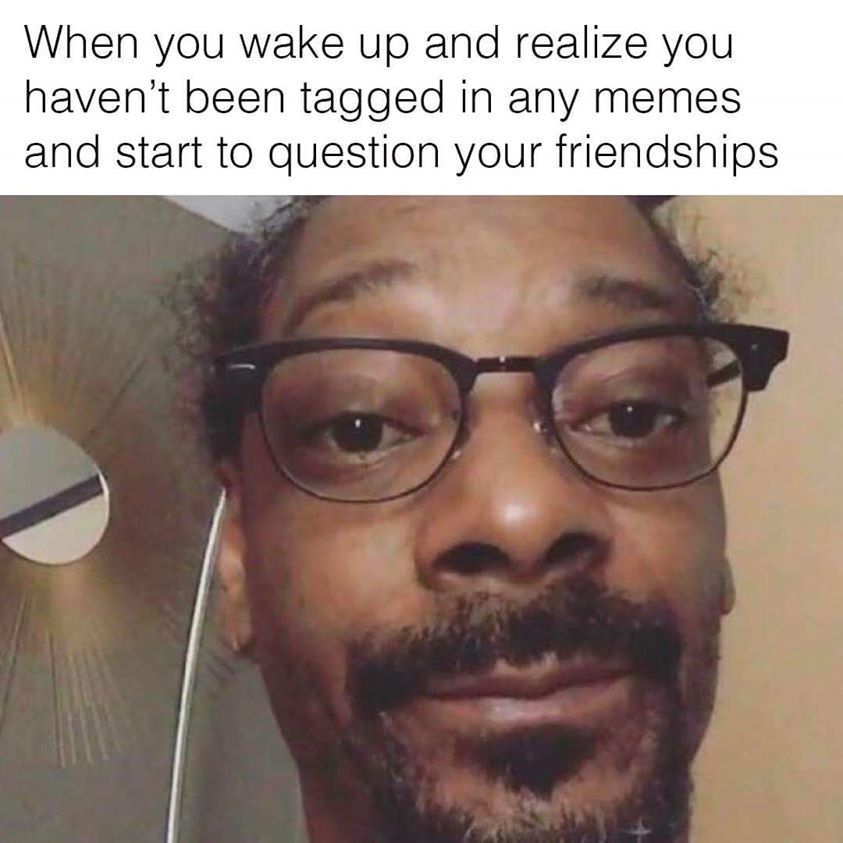 When you wake up and realize you
haven’t been tagged in any memes
and start to question your friendships